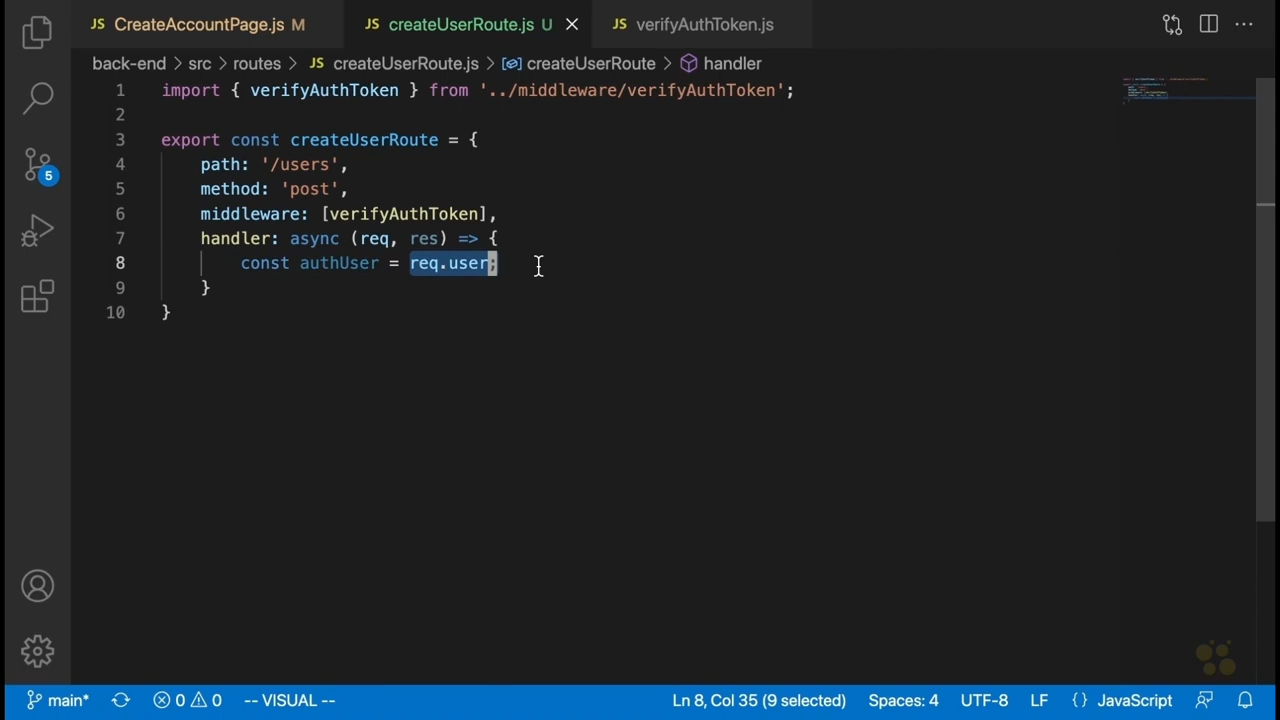 JS CreateAccountPage.js M
JS createUserRoute.js U
JS verifyAuthToken.js
back-end > src > routes > JS createUserRoute.js > createUserRoute > handler
1 import { verifyAuthToken } from '../middleware/verifyAuthToken';
2
3 export const createUserRoute = {
4 path: '/users',
5 method: 'post',
6 middleware: [verifyAuthToken],
7 handler: async (req, res) => {
8 const authUser = req.user;
9 }
10 }
5
main* 0 0 -- VISUAL -- Ln 8, Col 35 (9 selected) Spaces: 4 UTF-8 LF {} JavaScript